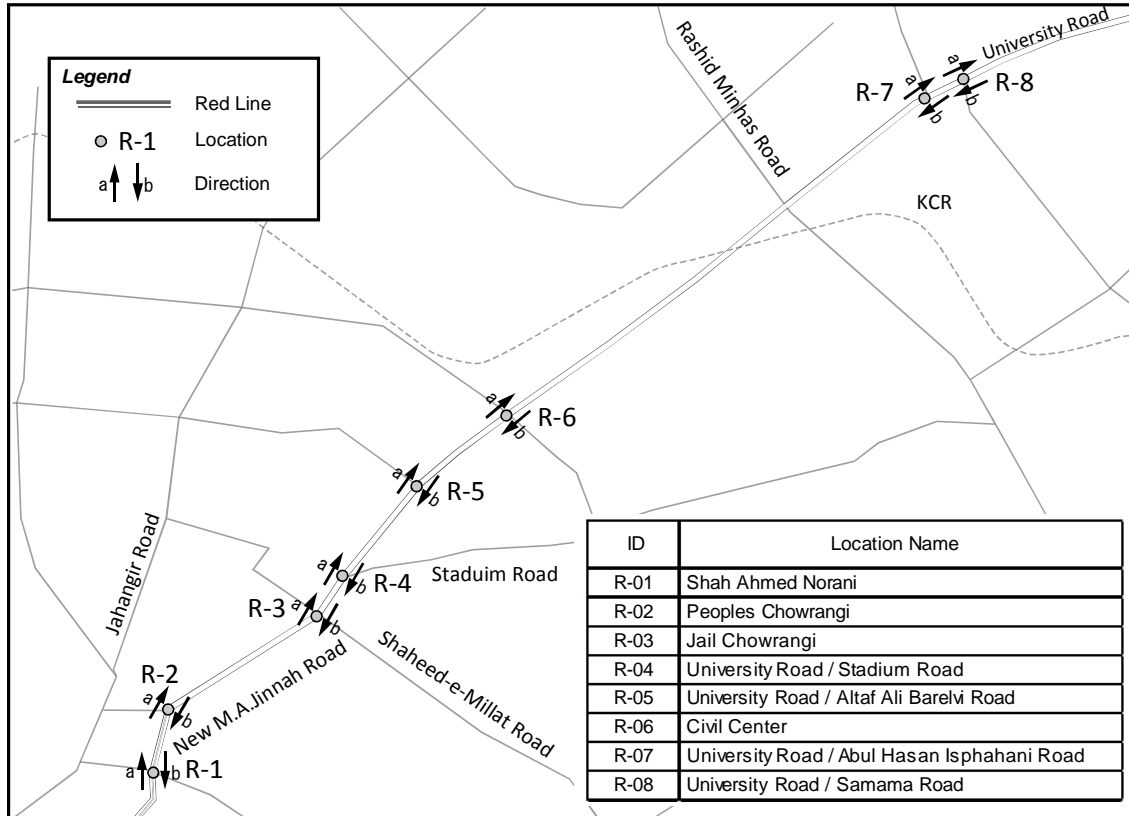 Legend
Red Line
R-1 Location
a b Direction
University Road
Rashid Minhas Road
a
R-7
b
a
R-8
b
KCR
a
R-6
b
a
R-5
b
Jahangir Road
a
R-4
b
Staduim Road
R-3
a
b
Shaheed-e-Millat Road
R-2
a
b
New M.A.Jinnah Road
a
b
R-1
ID Location Name
R-01 Shah Ahmed Norani
R-02 Peoples Chowrangi
R-03 Jail Chowrangi
R-04 University Road / Stadium Road
R-05 University Road / Altaf Ali Barelvi Road
R-06 Civil Center
R-07 University Road / Abul Hasan Isphahani Road
R-08 University Road / Samama Road